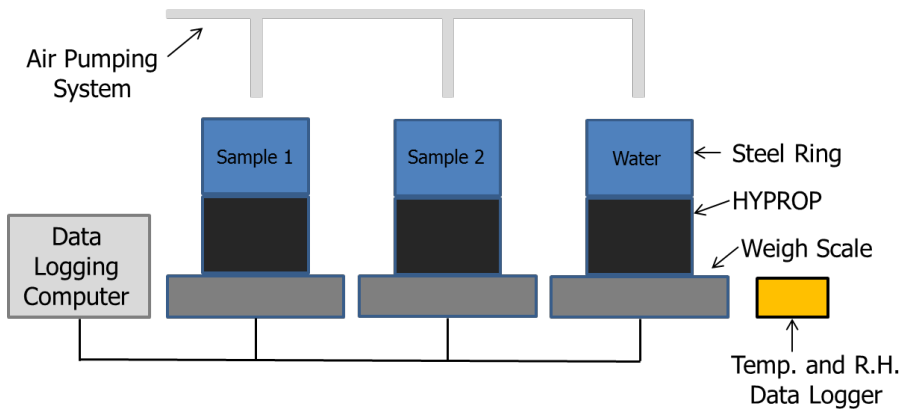 Air Pumping
System
Sample 1
Sample 2
Water
Steel Ring
HYPROP
Weigh Scale
Data
Logging
Computer
Temp. and R.H.
Data Logger